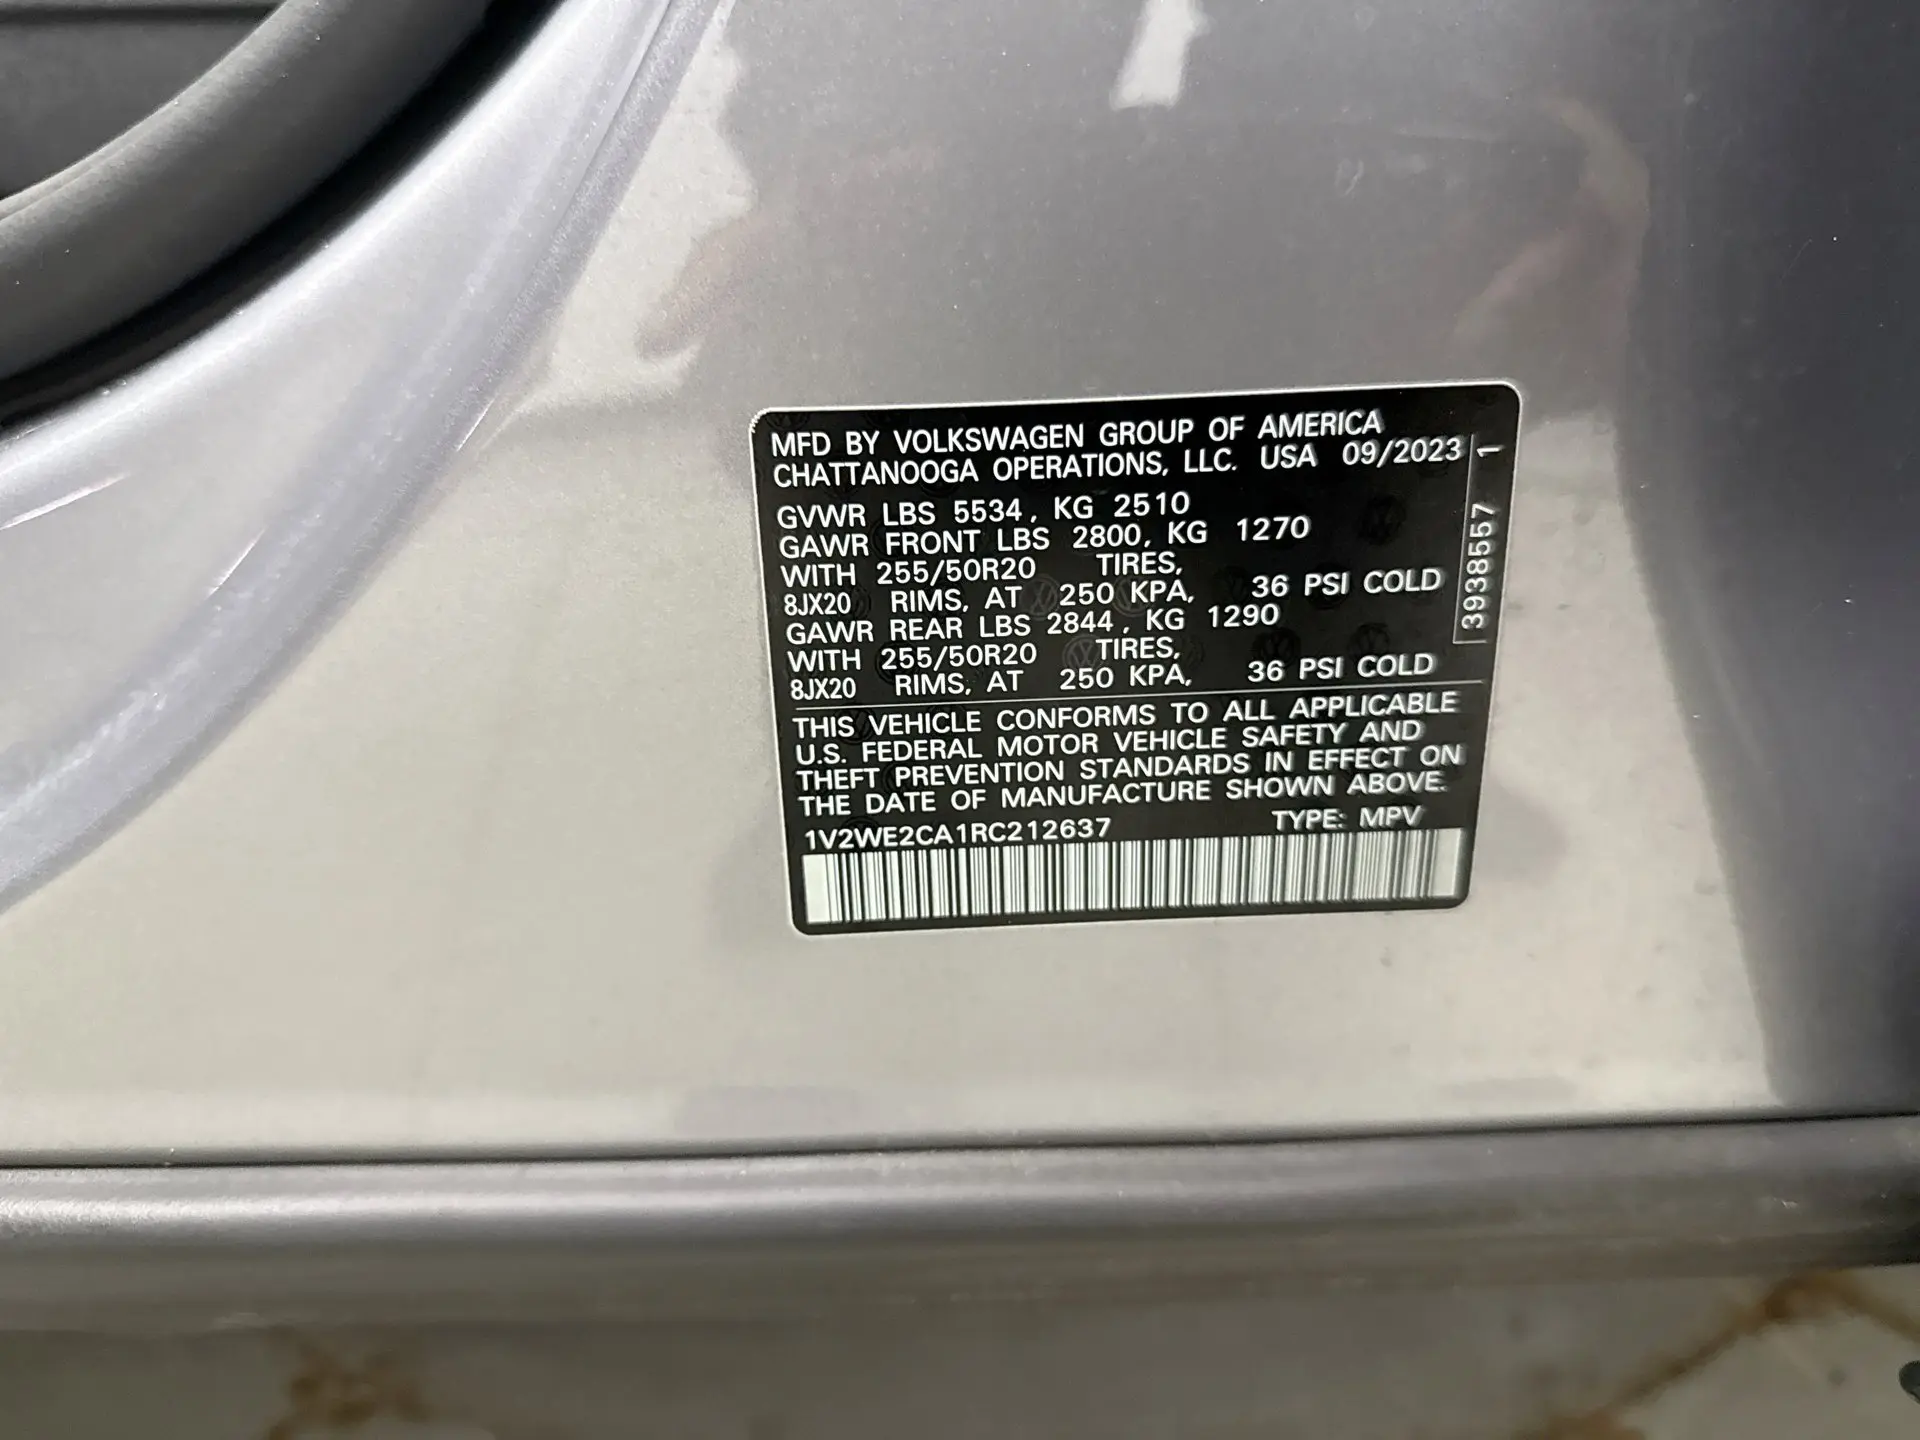 MFD BY VOLKSWAGEN GROUP OF AMERICA
CHATTANOOGA OPERATIONS, LLC. USA 09/2023
GVWR LBS 5534, KG 2510
GAWR FRONT LBS 2800, KG 1270
WITH 255/50R20 TIRES,
8JX20 RIMS, AT 250 KPA, 36 PSI COLD
GAWR REAR LBS 2844, KG 1290
WITH 255/50R20 TIRES,
8JX20 RIMS, AT 250 KPA, 36 PSI COLD
THIS VEHICLE CONFORMS TO ALL APPLICABLE
U.S. FEDERAL MOTOR VEHICLE SAFETY AND
THEFT PREVENTION STANDARDS IN EFFECT ON
THE DATE OF MANUFACTURE SHOWN ABOVE.
1V2WE2CA1RC212637 TYPE: MPV
3938557 1